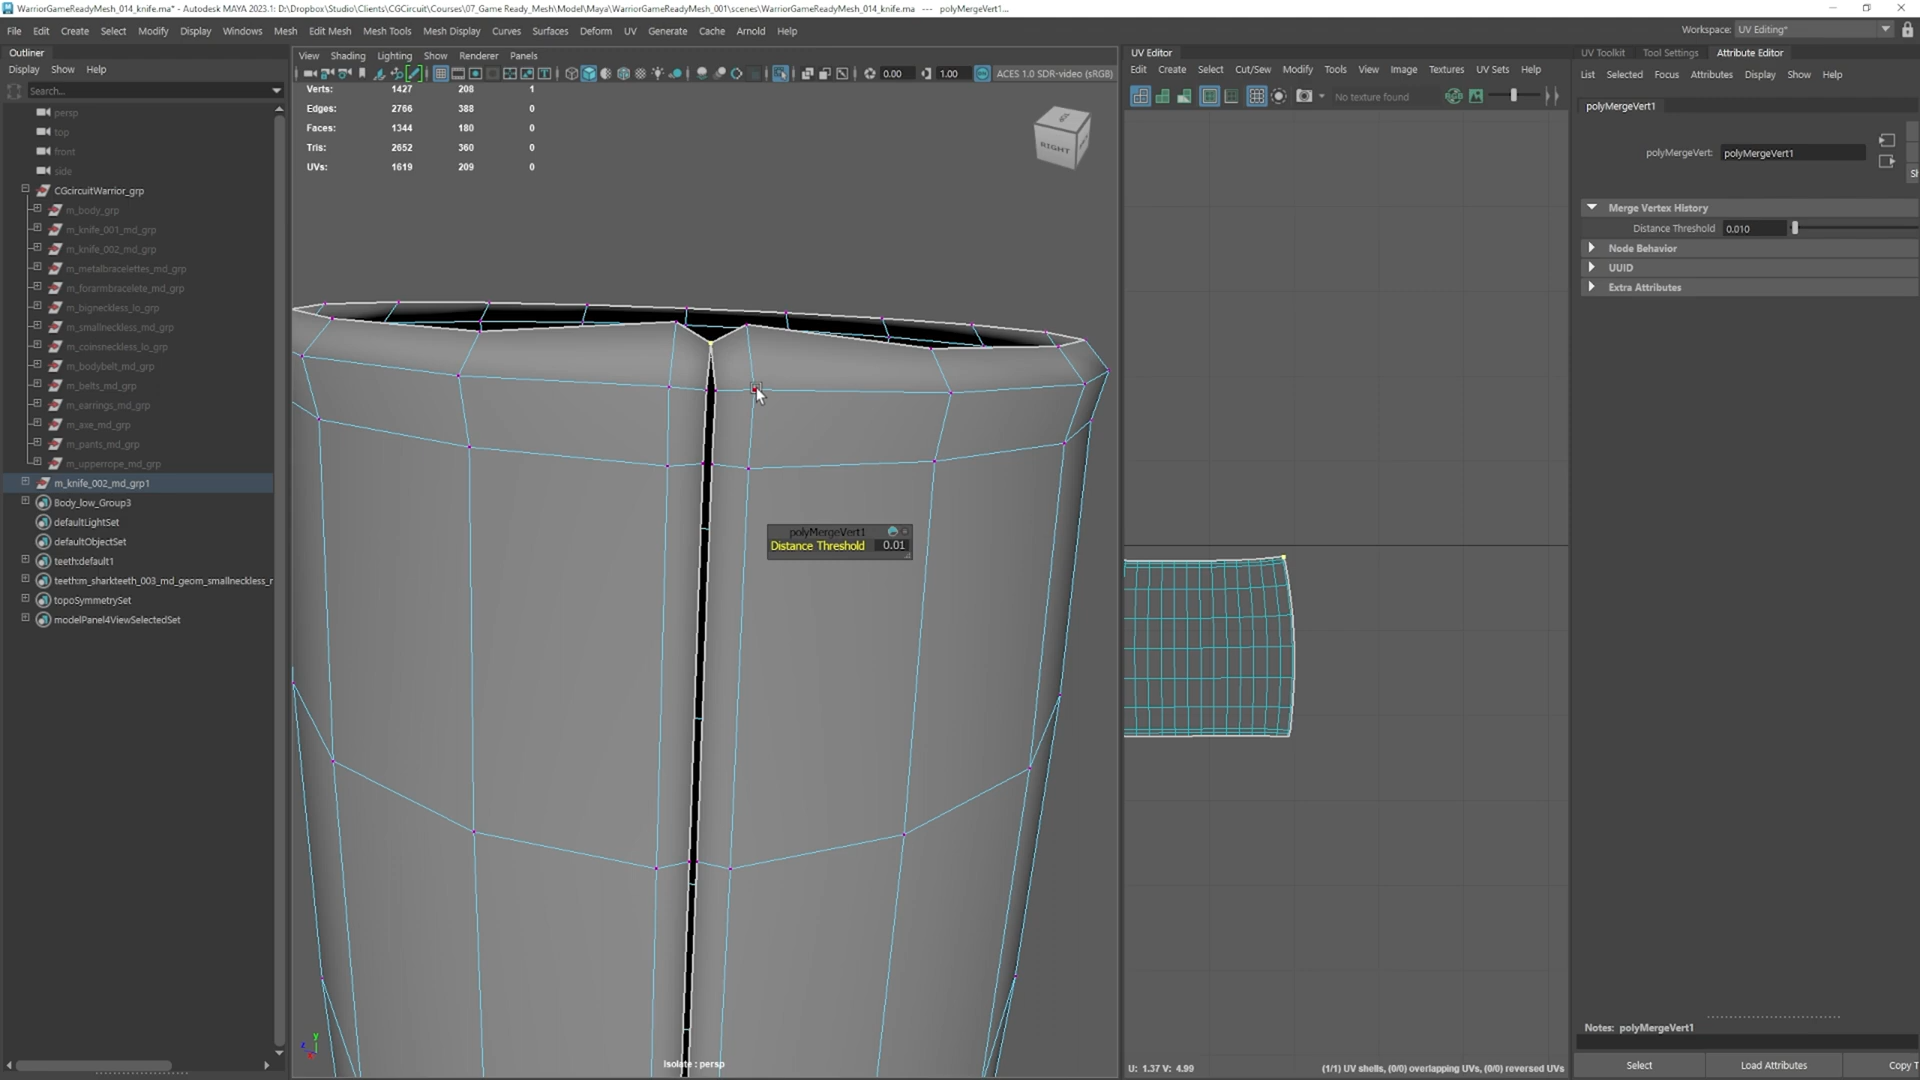 WarriorGameReadyMesh_014_knife.ma* - Autodesk MAYA 2023.1: D:\Dropbox\Studio\Clients\CGCircuit\Courses\07_Game Ready_Mesh\Model\Maya\WarriorGameReadyMesh_001\scenes\WarriorGameReadyMesh_014_knife.ma --- polyMergeVert1...
File Edit Create Select Modify Display Windows Mesh Edit Mesh Mesh Tools Mesh Display Curves Surfaces Deform UV Generate Cache Arnold Help
Workspace: UV Editing*
Outliner
Display Show Help
Search...
persp
top
front
side
CGcircuitWarrior_grp
m_body_grp
m_knife_001_md_grp
m_knife_002_md_grp
m_metalbracelettes_md_grp
m_forarmbracelete_md_grp
m_bigneckless_lo_grp
m_smallneckless_md_grp
m_coinsneckless_lo_grp
m_bodybelt_md_grp
m_belts_md_grp
m_earrings_md_grp
m_axe_md_grp
m_pants_md_grp
m_upperrope_md_grp
m_knife_002_md_grp1
Body_low_Group3
defaultLightSet
defaultObjectSet
teeth:default1
teeth:m_sharkteeth_003_md_geom_smallneckless_r
topoSymmetrySet
modelPanel4ViewSelectedSet
View Shading Lighting Show Renderer Panels
0.00 1.00 ACES 1.0 SDR-video (sRGB)
Verts: 1427 208 1
Edges: 2766 388 0
Faces: 1344 180 0
Tris: 2652 360 0
UVs: 1619 209 0
RIGHT
polyMergeVert1
Distance Threshold 0.01
Isolate : persp
UV Editor
Edit Create Select Cut/Sew Modify Tools View Image Textures UV Sets Help
No texture found
U: 1.37 V: 4.99
(1/1) UV shells, (0/0) overlapping UVs, (0/0) reversed UVs
UV Toolkit Tool Settings Attribute Editor
List Selected Focus Attributes Display Show Help
polyMergeVert1
polyMergeVert: polyMergeVert1
Sh
Merge Vertex History
Distance Threshold 0.010
Node Behavior
UUID
Extra Attributes
Notes: polyMergeVert1
Select Load Attributes Copy T